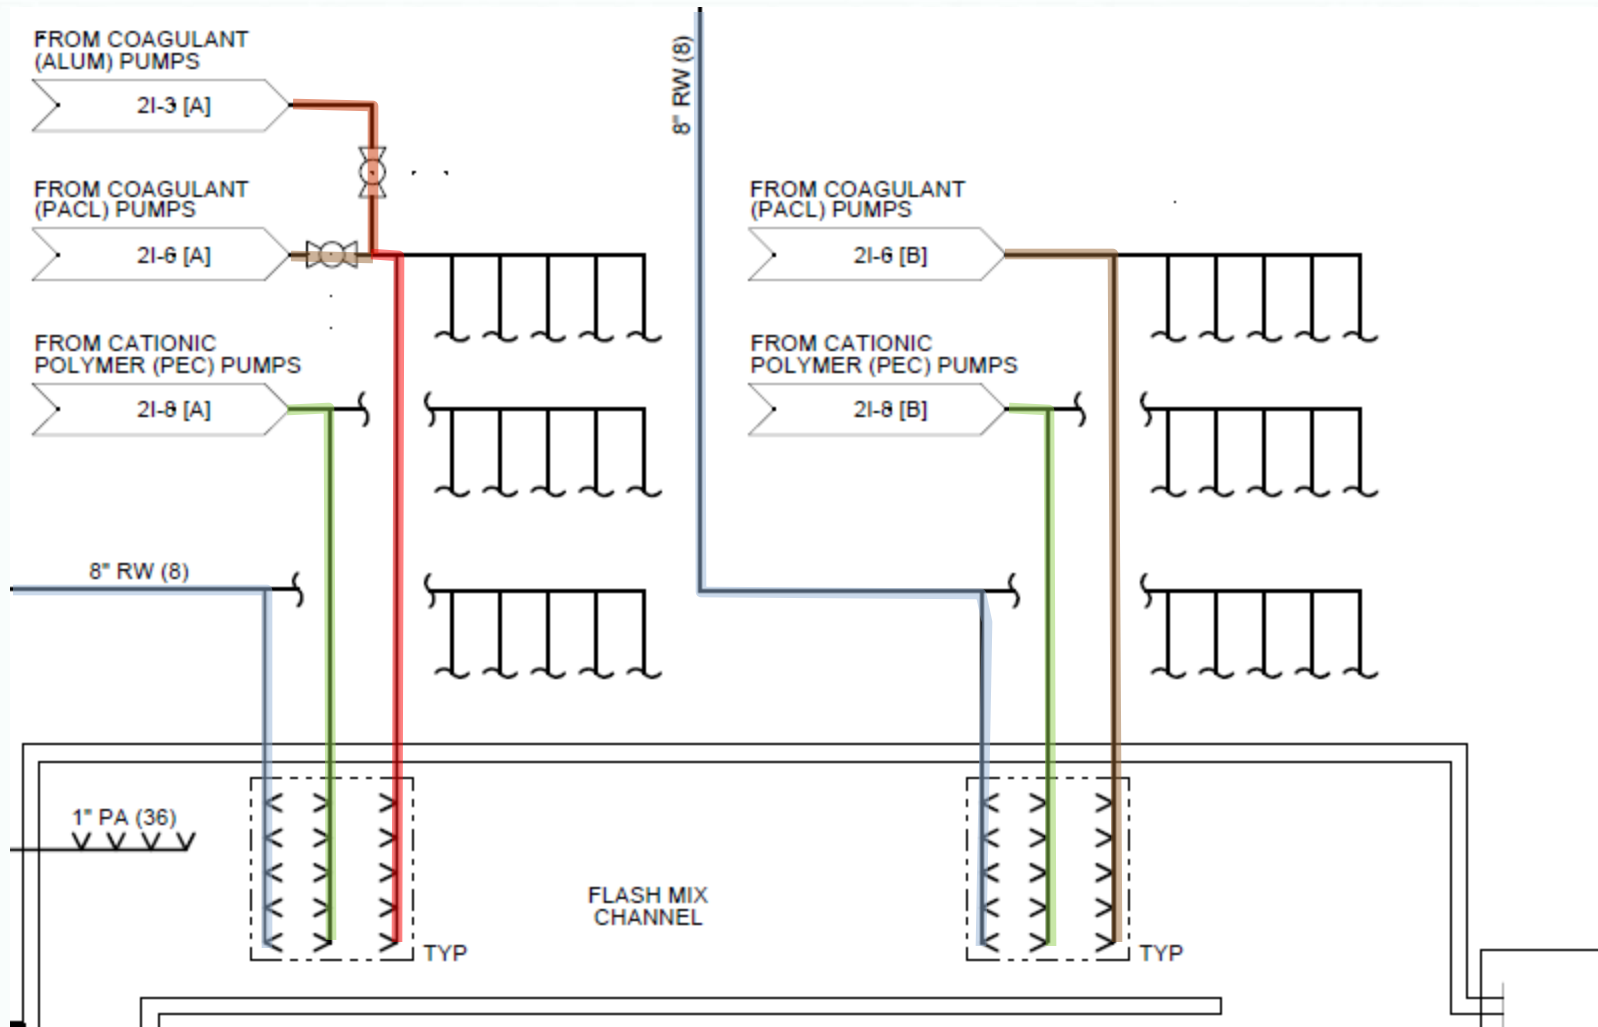 FROM COAGULANT
(ALUM) PUMPS
2I-3 [A]
FROM COAGULANT
(PACL) PUMPS
2I-6 [A]
FROM CATIONIC
POLYMER (PEC) PUMPS
2I-8 [A]
8" RW (8)
8" RW (8)
FROM COAGULANT
(PACL) PUMPS
2I-6 [B]
FROM CATIONIC
POLYMER (PEC) PUMPS
2I-8 [B]
1" PA (36)
TYP
FLASH MIX
CHANNEL
TYP